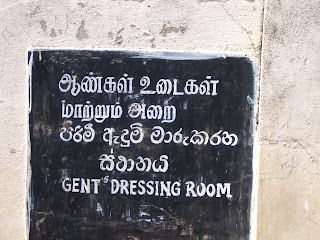 ஆண்கள் உடைகள்
மாற்றும் அறை
පිරිමි ඇඳුම් මාරුකරන
ස්ථානය
GENT'S DRESSING ROOM